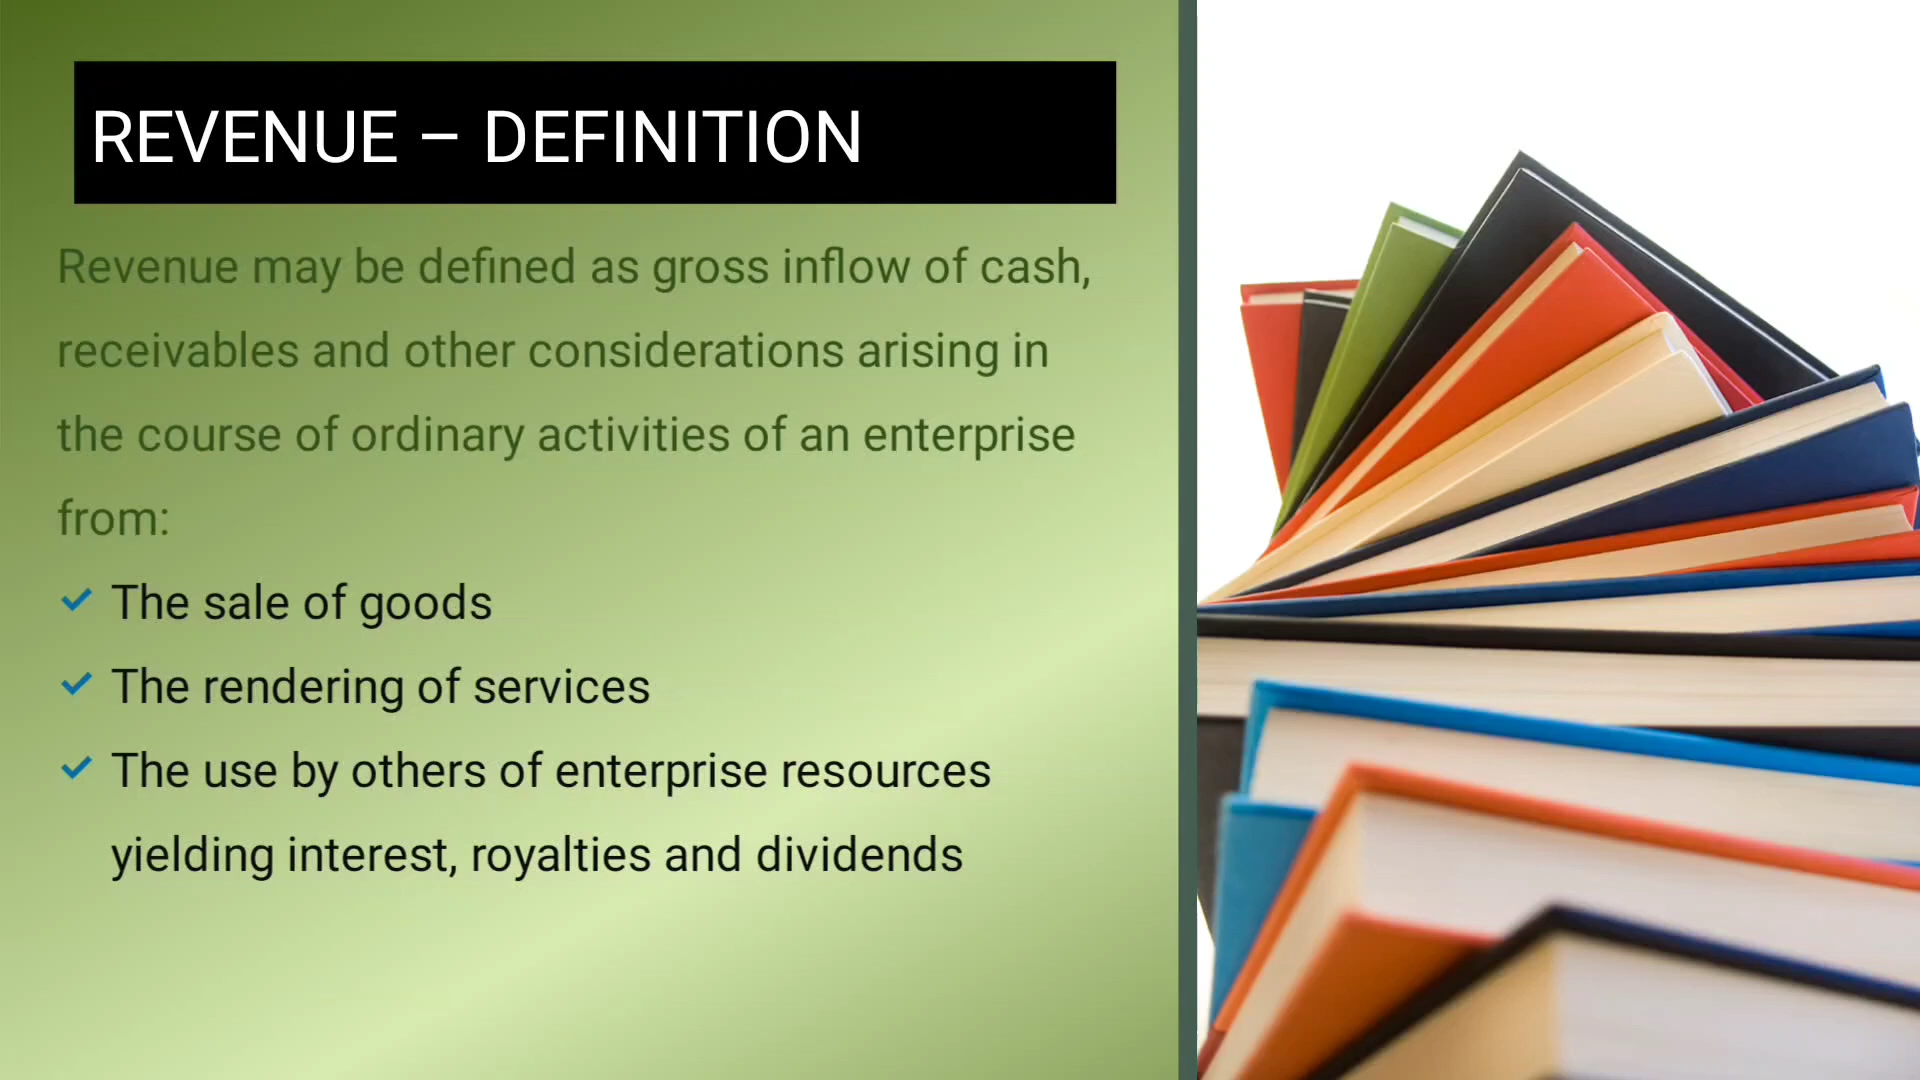 REVENUE – DEFINITION
Revenue may be defined as gross inflow of cash,
receivables and other considerations arising in
the course of ordinary activities of an enterprise
from:
The sale of goods
The rendering of services
The use by others of enterprise resources
yielding interest, royalties and dividends